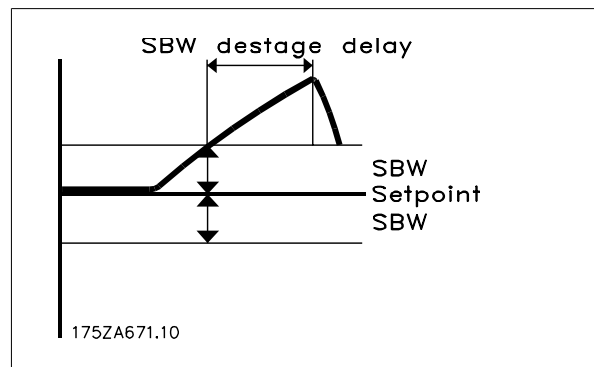 SBW destage delay
SBW
Setpoint
SBW
175ZA671.10